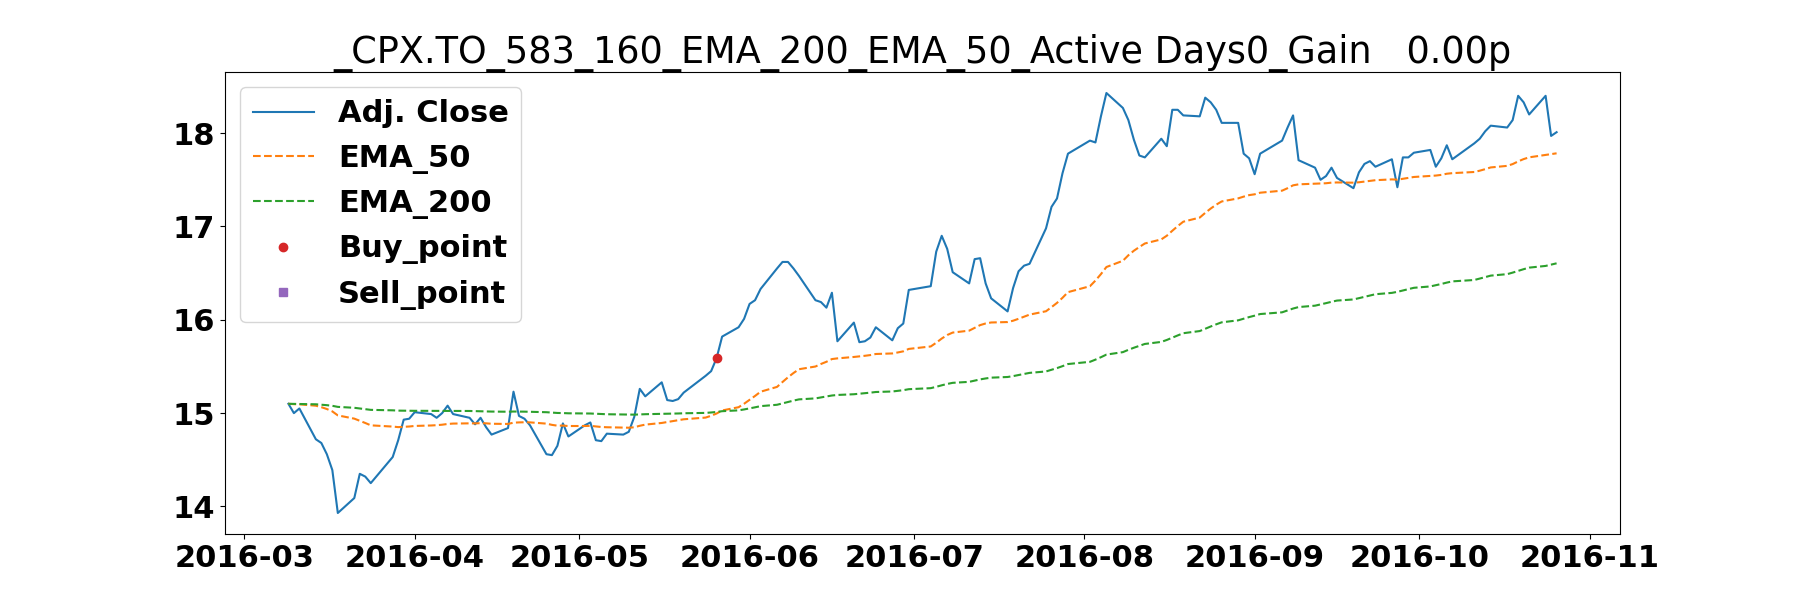 _CPX.TO_583_160_EMA_200_EMA_50_Active Days0_Gain   0.00p
Adj. Close
EMA_50
EMA_200
Buy_point
Sell_point
18
17
16
15
14
2016-03 2016-04 2016-05 2016-06 2016-07 2016-08 2016-09 2016-10 2016-11